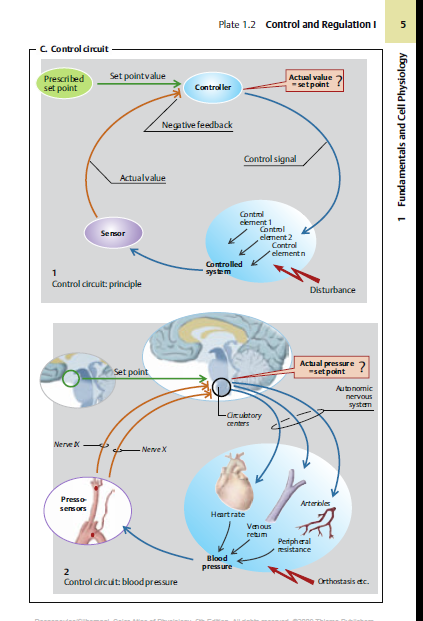 Plate 1.2 Control and Regulation I
5
1 Fundamentals and Cell Physiology
C. Control circuit
Prescribed
set point
Set point value
Controller
Actual value
= set point
?
Negative feedback
Control signal
Actual value
Sensor
Control
element 1
Control
element 2
Control
element n
Controlled
system
Disturbance
1
Control circuit: principle
Set point
Actual pressure
= set point
?
Autonomic
nervous
system
Circulatory
centers
Nerve IX
Nerve X
Presso-
sensors
Heart rate
Venous
return
Arterioles
Peripheral
resistance
Blood
pressure
Orthostasis etc.
2
Control circuit: blood pressure